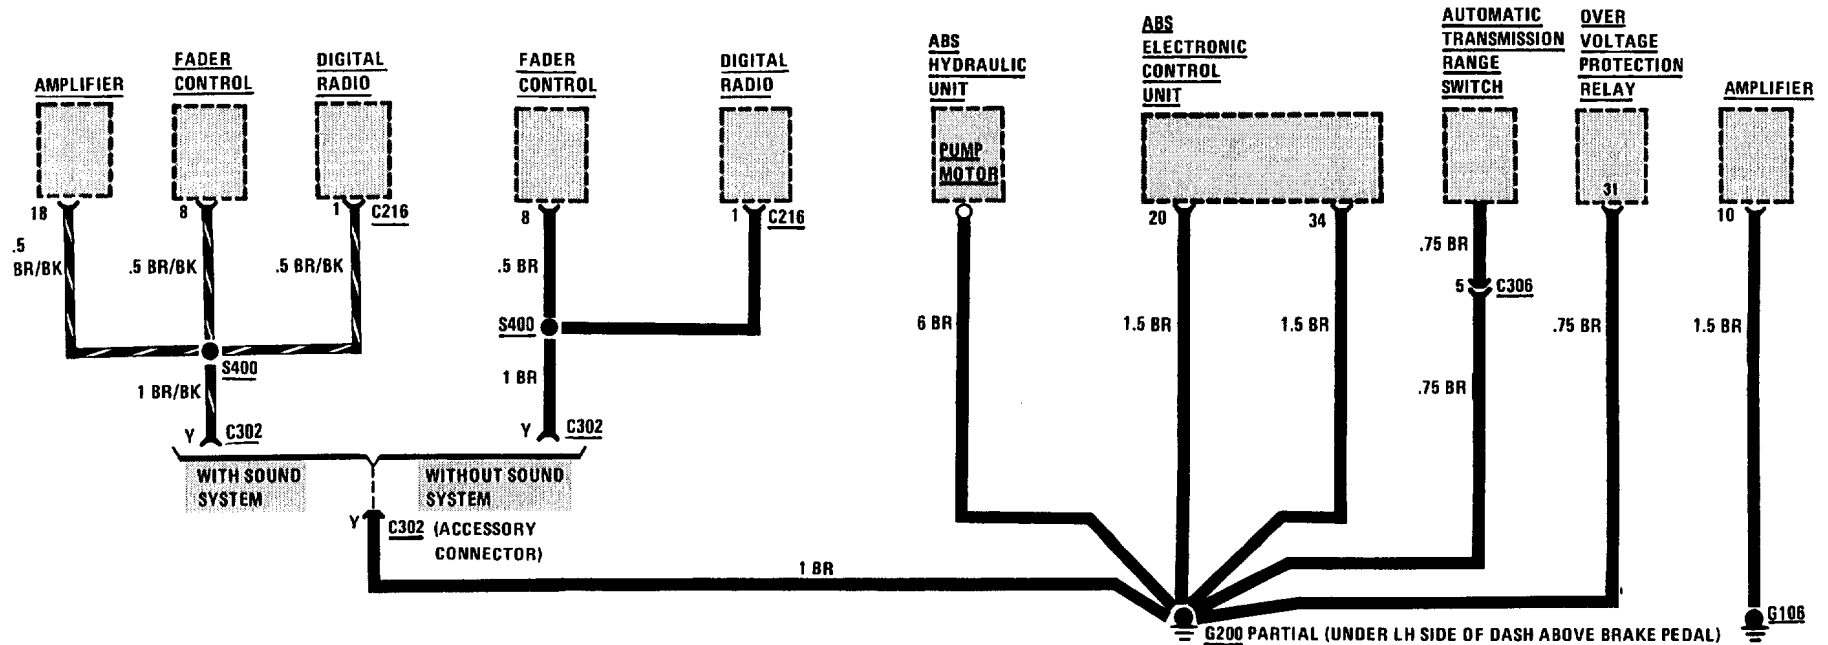 AMPLIFIER
FADER
CONTROL
DIGITAL
RADIO
FADER
CONTROL
DIGITAL
RADIO
ABS
HYDRAULIC
UNIT
ABS
ELECTRONIC
CONTROL
UNIT
AUTOMATIC
TRANSMISSION
RANGE
SWITCH
OVER
VOLTAGE
PROTECTION
RELAY
AMPLIFIER
PUMP
MOTOR
31
18
8
1
C216
8
1
C216
20
34
10
.5
BR/BK
.5 BR/BK
.5 BR/BK
.5 BR
.75 BR
5
C306
S400
6 BR
1.5 BR
1.5 BR
.75 BR
1.5 BR
S400
1 BR/BK
1 BR
.75 BR
Y
C302
Y
C302
WITH SOUND
SYSTEM
WITHOUT SOUND
SYSTEM
Y
C302 (ACCESSORY
CONNECTOR)
1 BR
G200 PARTIAL (UNDER LH SIDE OF DASH ABOVE BRAKE PEDAL)
G106